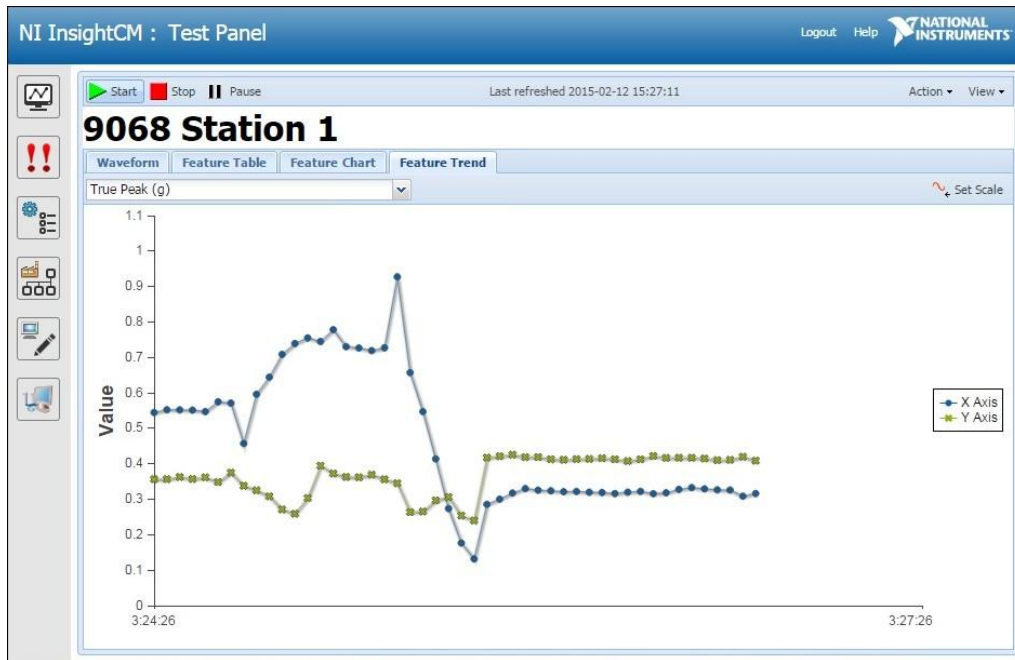 NI InsightCM : Test Panel
Logout Help NATIONAL INSTRUMENTS
Start Stop Pause Last refreshed 2015-02-12 15:27:11 Action View
9068 Station 1
Waveform Feature Table Feature Chart Feature Trend
True Peak (g) Set Scale
1.1
1
0.9
0.8
0.7
0.6
0.5
0.4
0.3
0.2
0.1
0
Value
X Axis
Y Axis
3:24:26 3:27:26